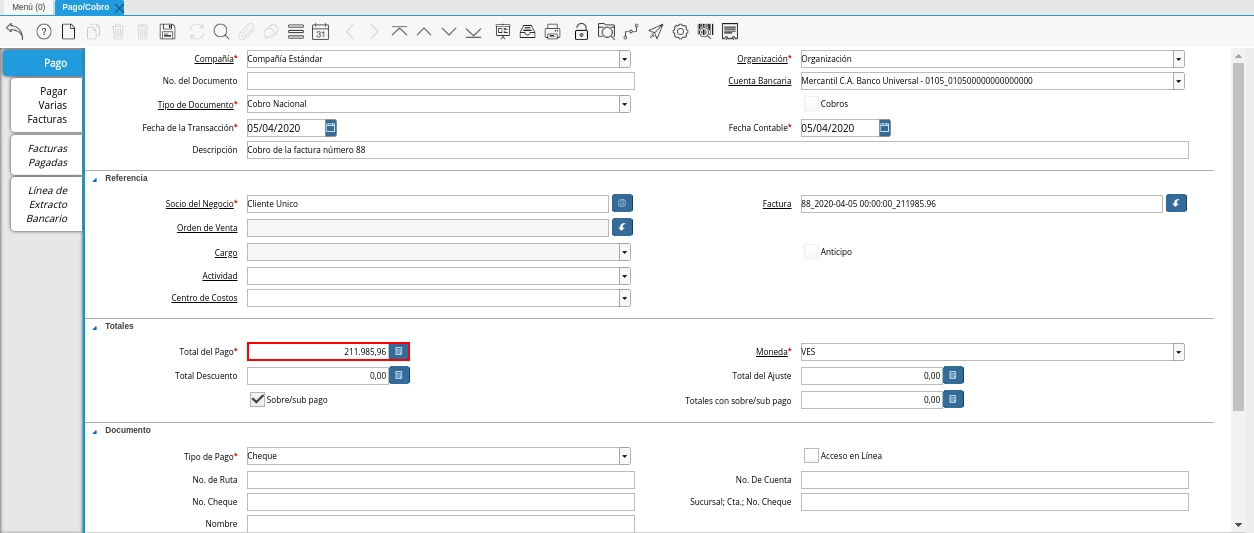 Menú (0)
Pago/Cobro
31
Pago
Pagar
Varias
Facturas
Facturas
Pagadas
Línea de
Extracto
Bancario
Compañía* Compañía Estándar Organización* Organización
No. del Documento Cuenta Bancaria Mercantil C.A. Banco Universal - 0105_010500000000000000
Tipo de Documento* Cobro Nacional Cobros
Fecha de la Transacción* 05/04/2020 Fecha Contable* 05/04/2020
Descripción Cobro de la factura número 88
Referencia
Socio del Negocio* Cliente Unico Factura 88_2020-04-05 00:00:00_211985.96
Orden de Venta
Cargo Anticipo
Actividad
Centro de Costos
Totales
Total del Pago* 211.985,96 Moneda* VES
Total Descuento 0,00 Total del Ajuste 0,00
Sobre/sub pago Totales con sobre/sub pago 0,00
Documento
Tipo de Pago* Cheque Acceso en Línea
No. de Ruta No. De Cuenta
No. Cheque Sucursal; Cta.; No. Cheque
Nombre